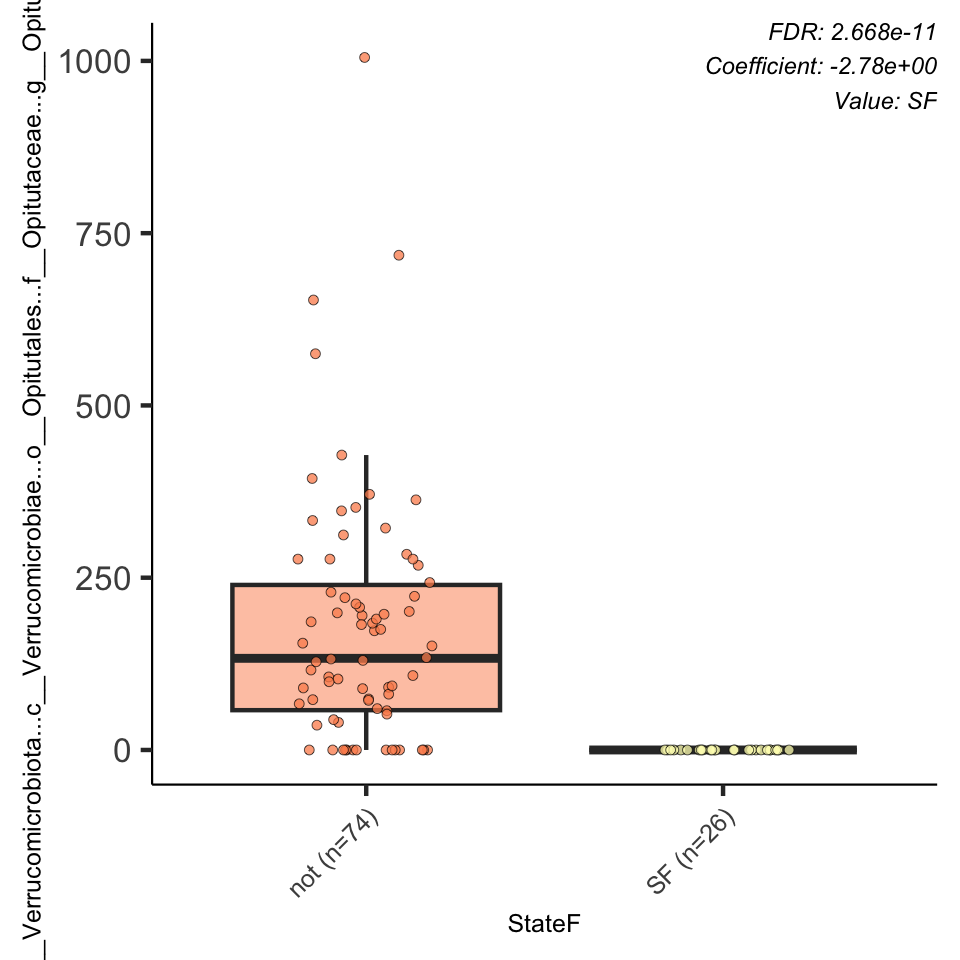 FDR: 2.668e-11
Coefficient: -2.78e+00
Value: SF
__Verrucomicrobiota...c__Verrucomicrobiae...o__Opitutales...f__Opitutaceae...g__Opitu
1000
750
500
250
0
not (n=74)
SF (n=26)
StateF